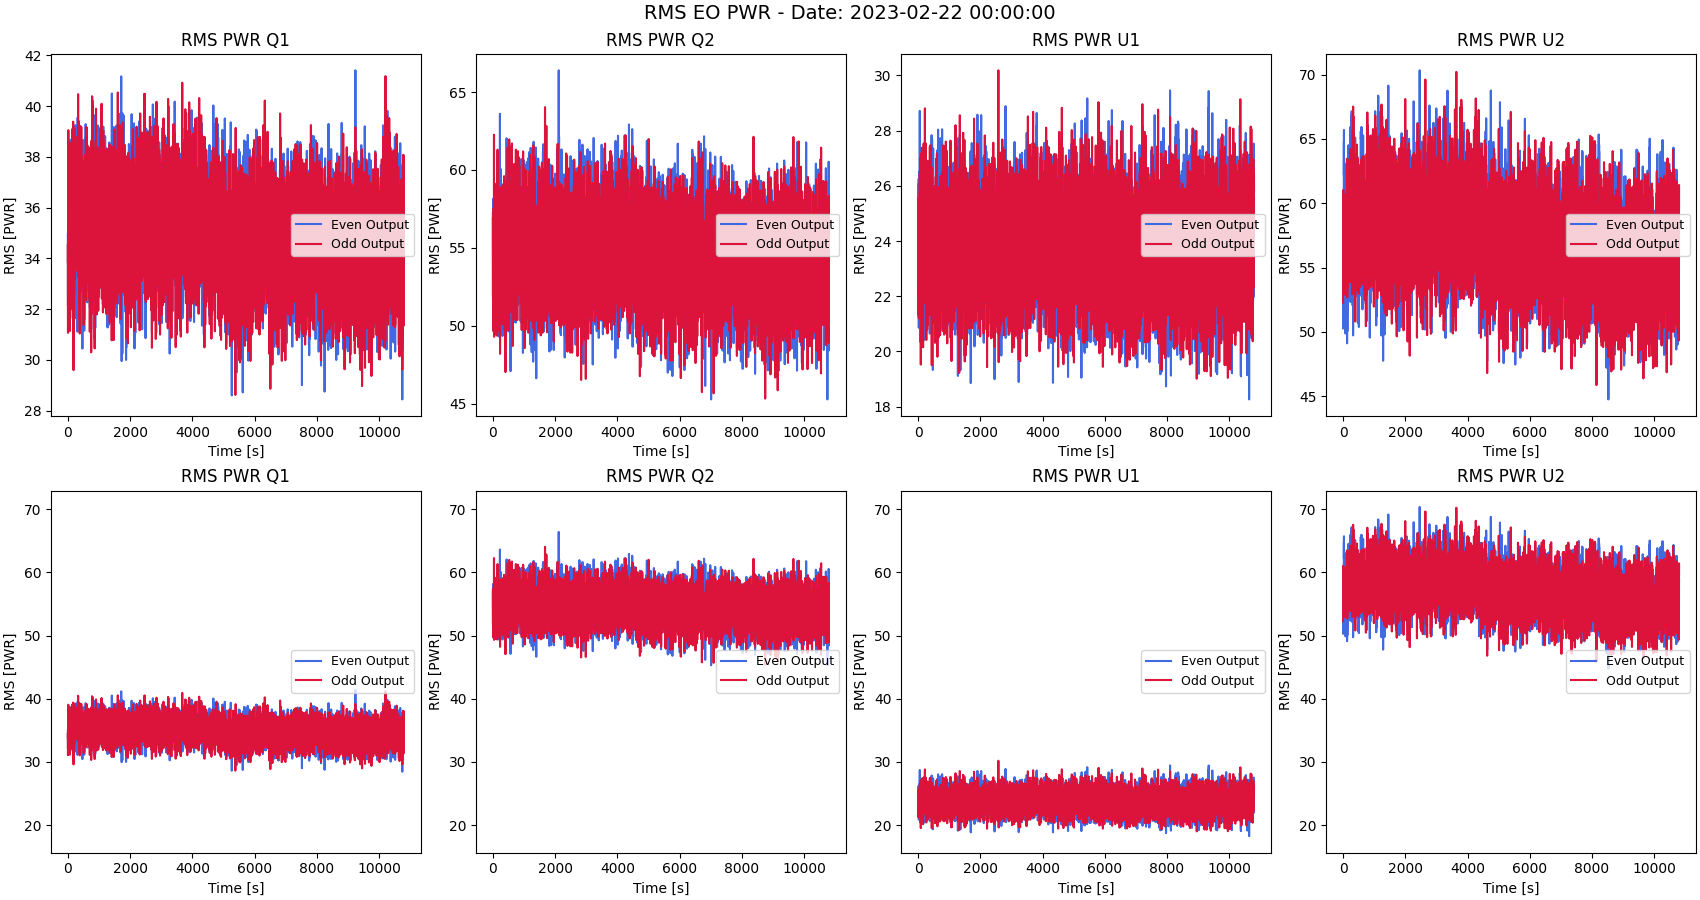 RMS EO PWR - Date: 2023-02-22 00:00:00
RMS PWR Q1
RMS [PWR]
42
40
38
36
34
32
30
28
Even Output
Odd Output
0 2000 4000 6000 8000 10000
Time [s]
RMS PWR Q2
RMS [PWR]
65
60
55
50
45
Even Output
Odd Output
0 2000 4000 6000 8000 10000
Time [s]
RMS PWR U1
RMS [PWR]
30
28
26
24
22
20
18
Even Output
Odd Output
0 2000 4000 6000 8000 10000
Time [s]
RMS PWR U2
RMS [PWR]
70
65
60
55
50
45
Even Output
Odd Output
0 2000 4000 6000 8000 10000
Time [s]
RMS PWR Q1
RMS [PWR]
70
60
50
40
30
20
Even Output
Odd Output
0 2000 4000 6000 8000 10000
Time [s]
RMS PWR Q2
RMS [PWR]
70
60
50
40
30
20
Even Output
Odd Output
0 2000 4000 6000 8000 10000
Time [s]
RMS PWR U1
RMS [PWR]
70
60
50
40
30
20
Even Output
Odd Output
0 2000 4000 6000 8000 10000
Time [s]
RMS PWR U2
RMS [PWR]
70
60
50
40
30
20
Even Output
Odd Output
0 2000 4000 6000 8000 10000
Time [s]